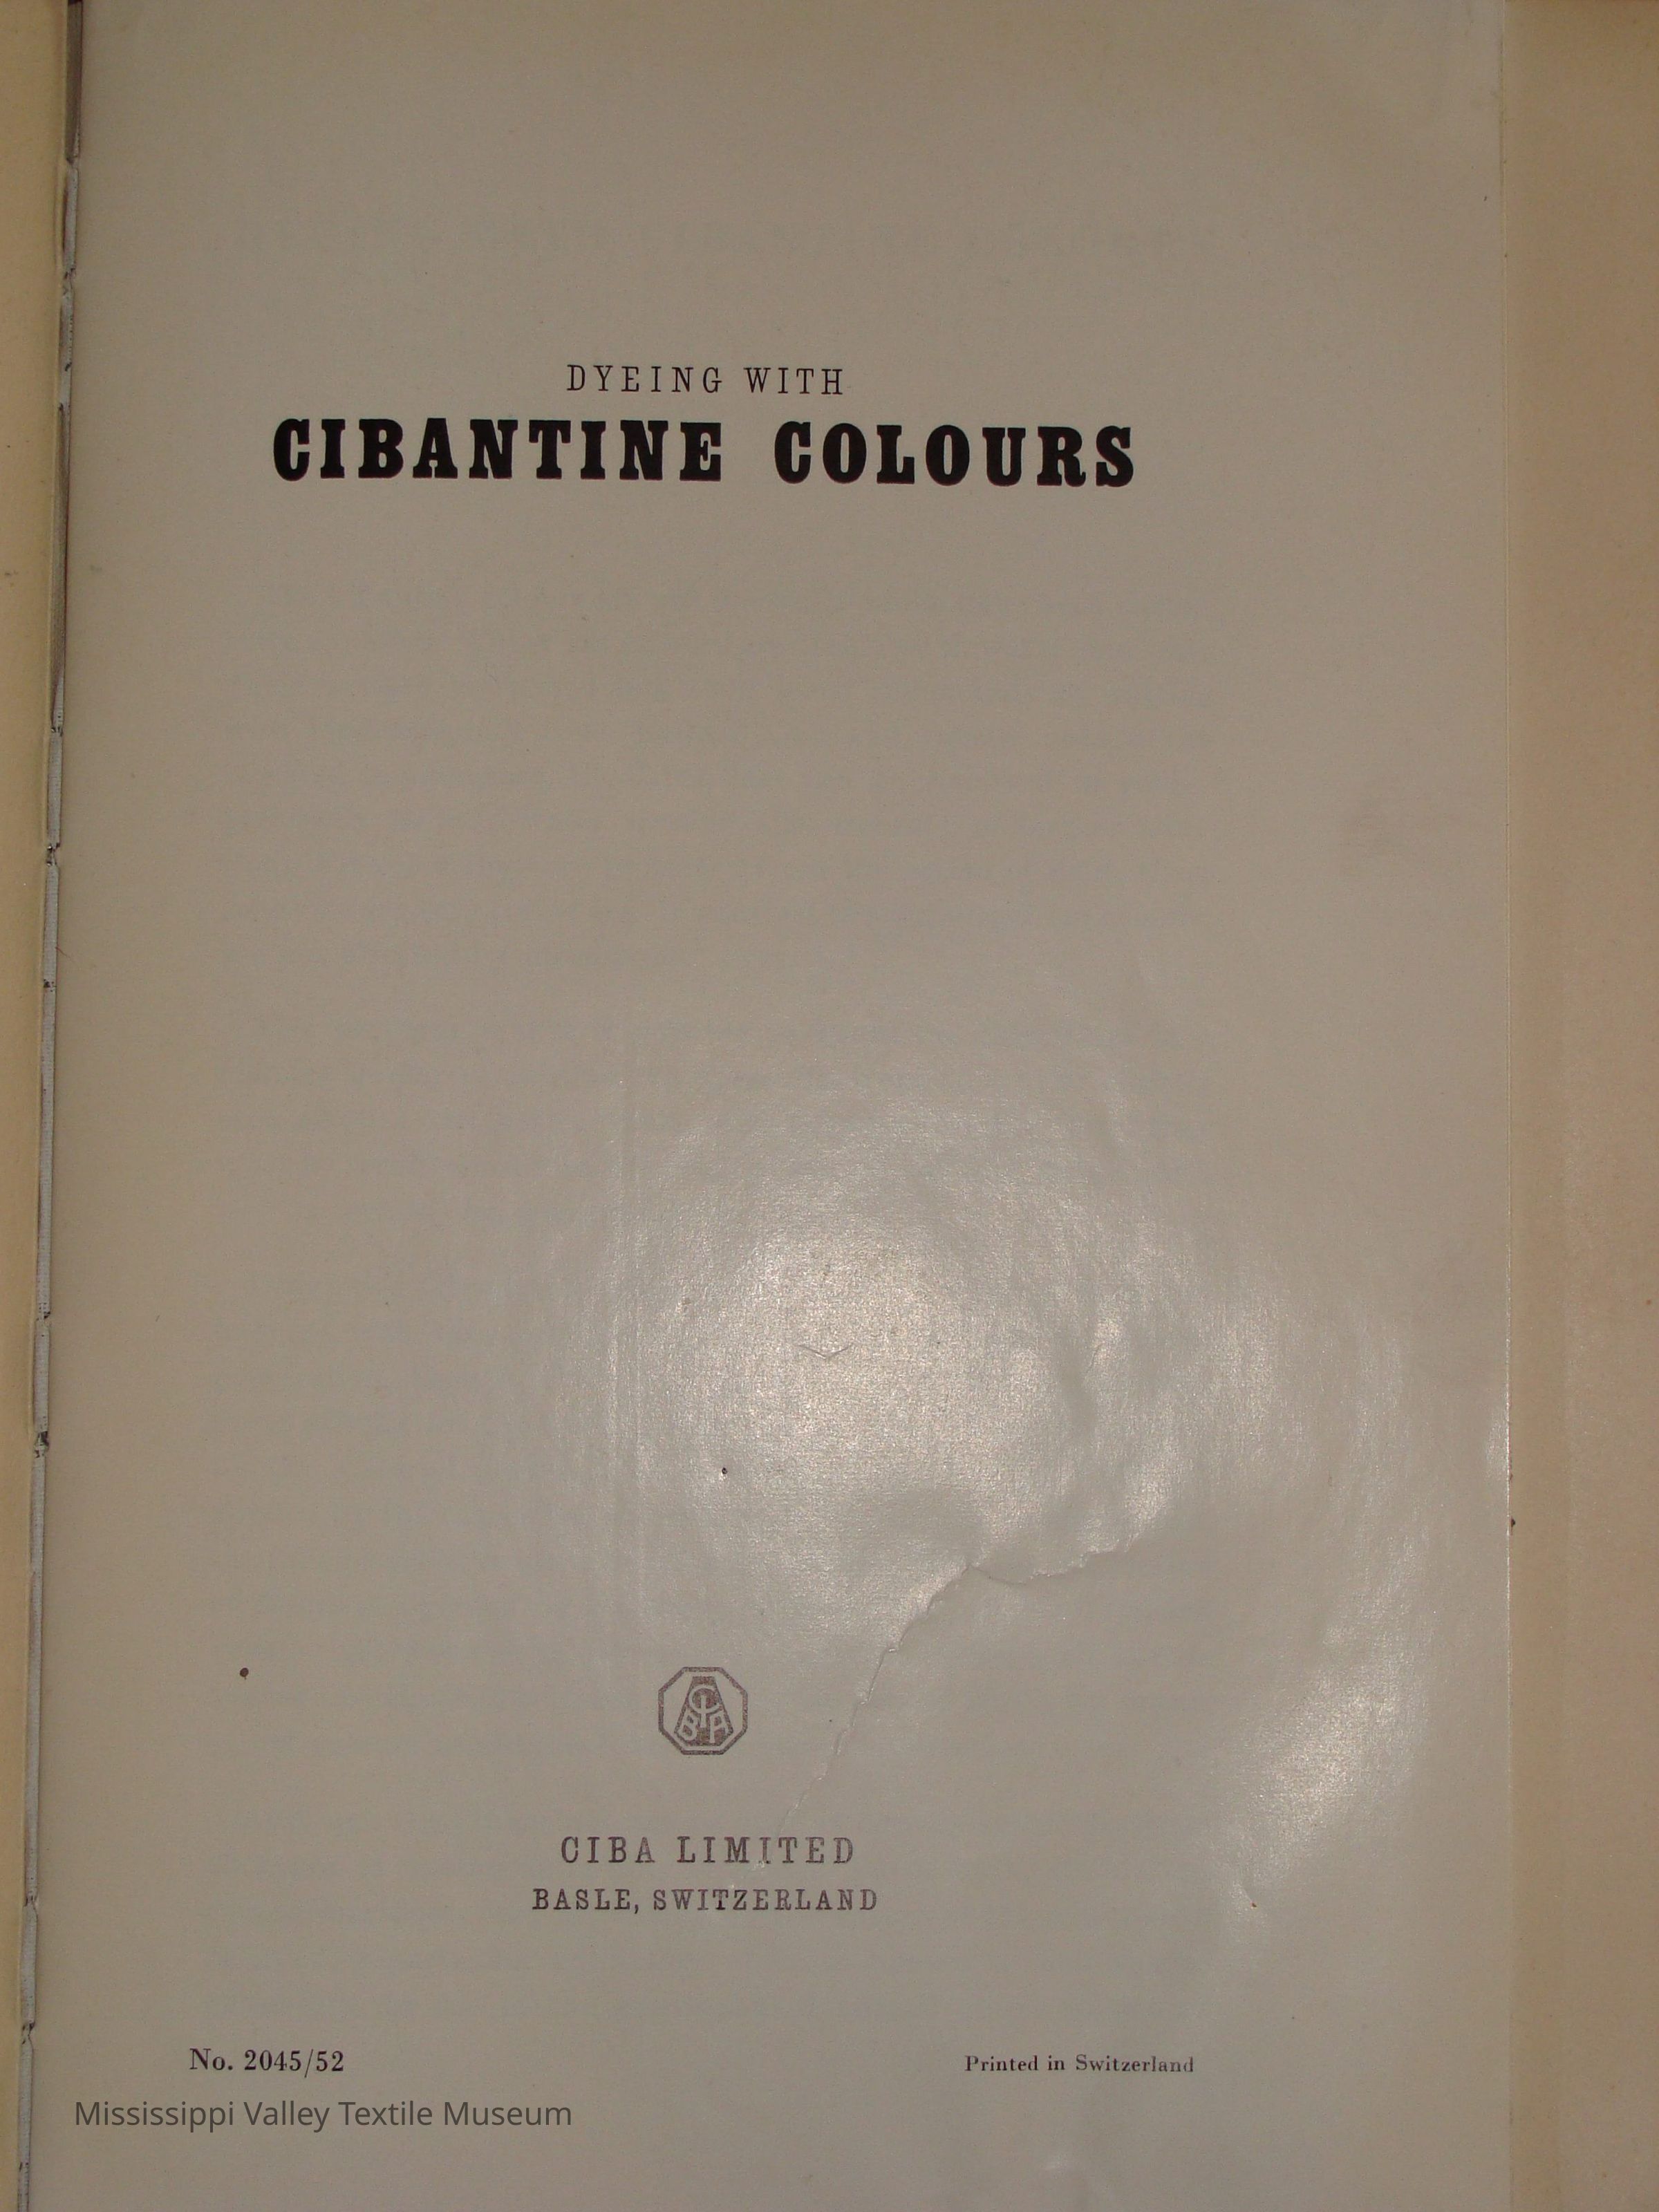 DYEING WITH
CIBANTINE COLOURS
CIBA
CIBA LIMITED
BASLE, SWITZERLAND
No. 2045/52
Printed in Switzerland
Mississippi Valley Textile Museum